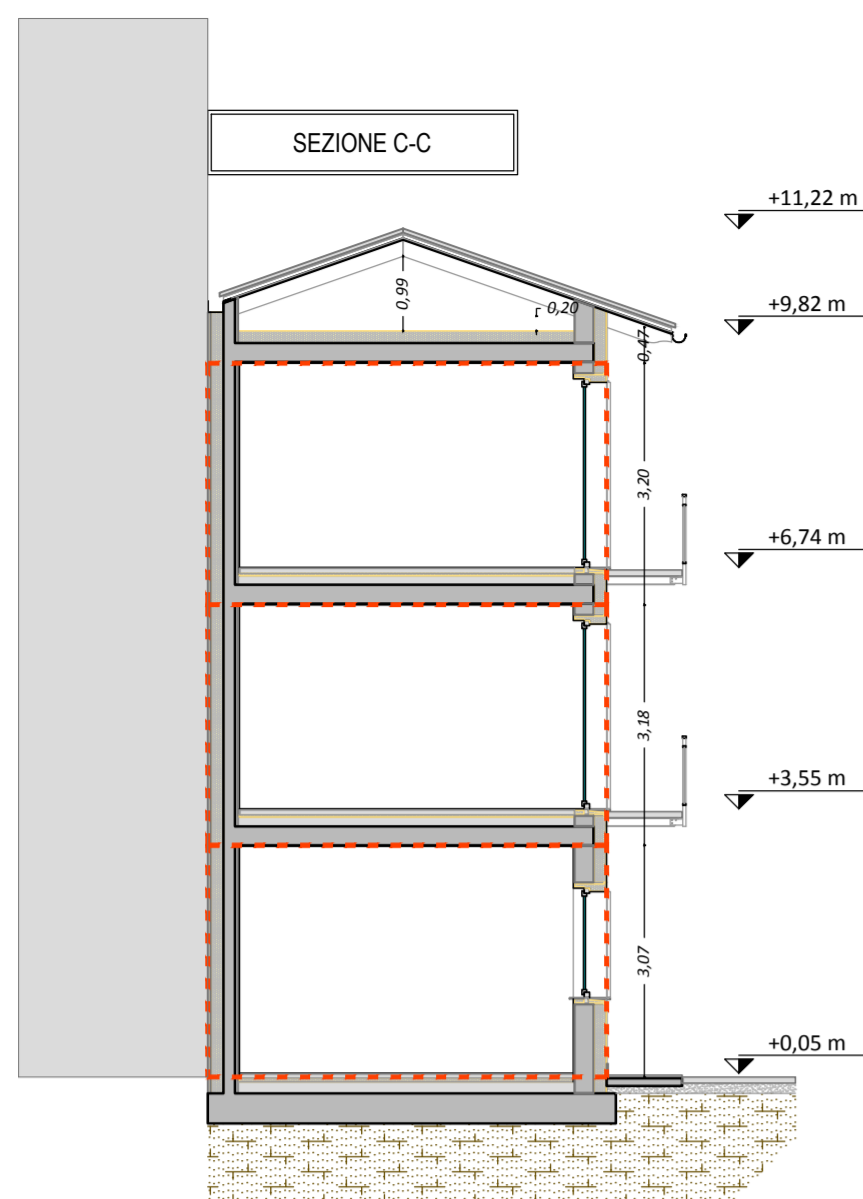 SEZIONE C-C
+11,22 m
0,99
0,20
+9,82 m
0,47
3,20
+6,74 m
3,18
+3,55 m
3,07
+0,05 m